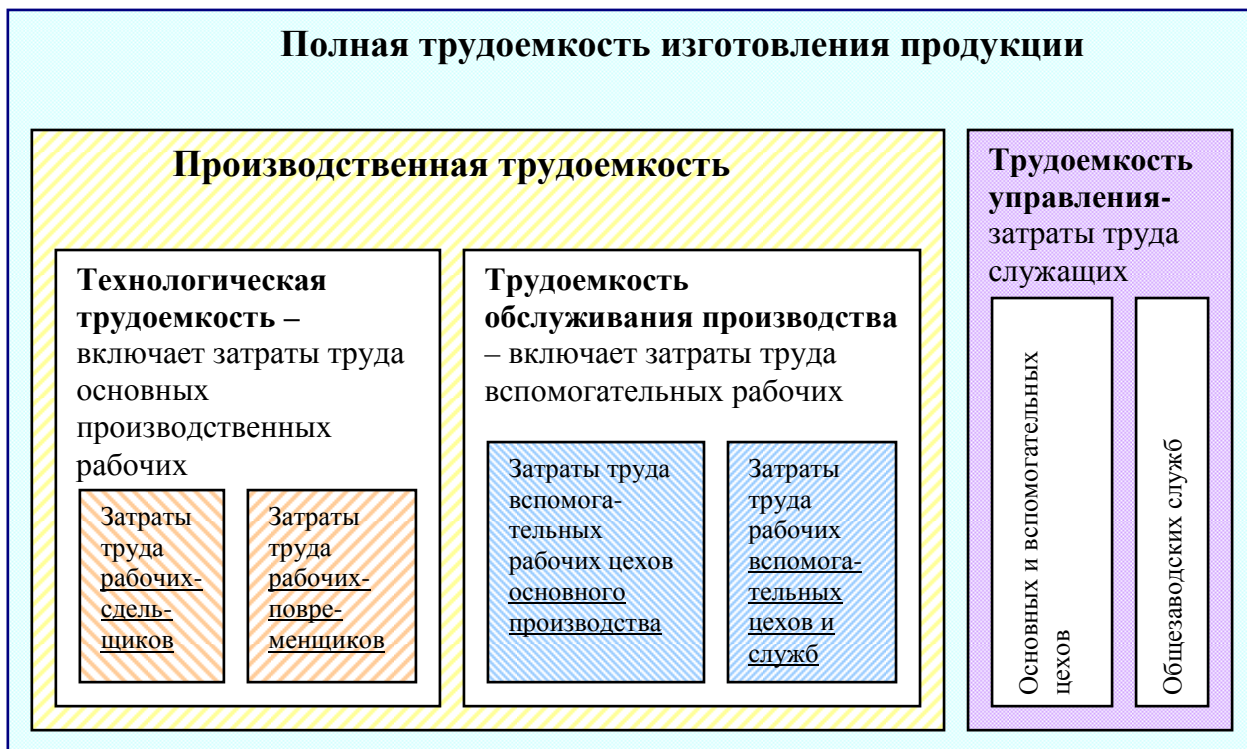 Полная трудоемкость изготовления продукции
Производственная трудоемкость
Технологическая
трудоемкость –
включает затраты труда
основных
производственных
рабочих
Затраты
труда
рабочих-
сдель-
щиков
Затраты
труда
рабочих-
повре-
менщиков
Трудоемкость
обслуживания производства
– включает затраты труда
вспомогательных рабочих
Затраты труда
вспомога-
тельных
рабочих цехов
основного
производства
Затраты
труда
рабочих
вспомога-
тельных
цехов и
служб
Трудоемкость
управления-
затраты труда
служащих
Основных и вспомогательных
цехов
Общезаводских служб